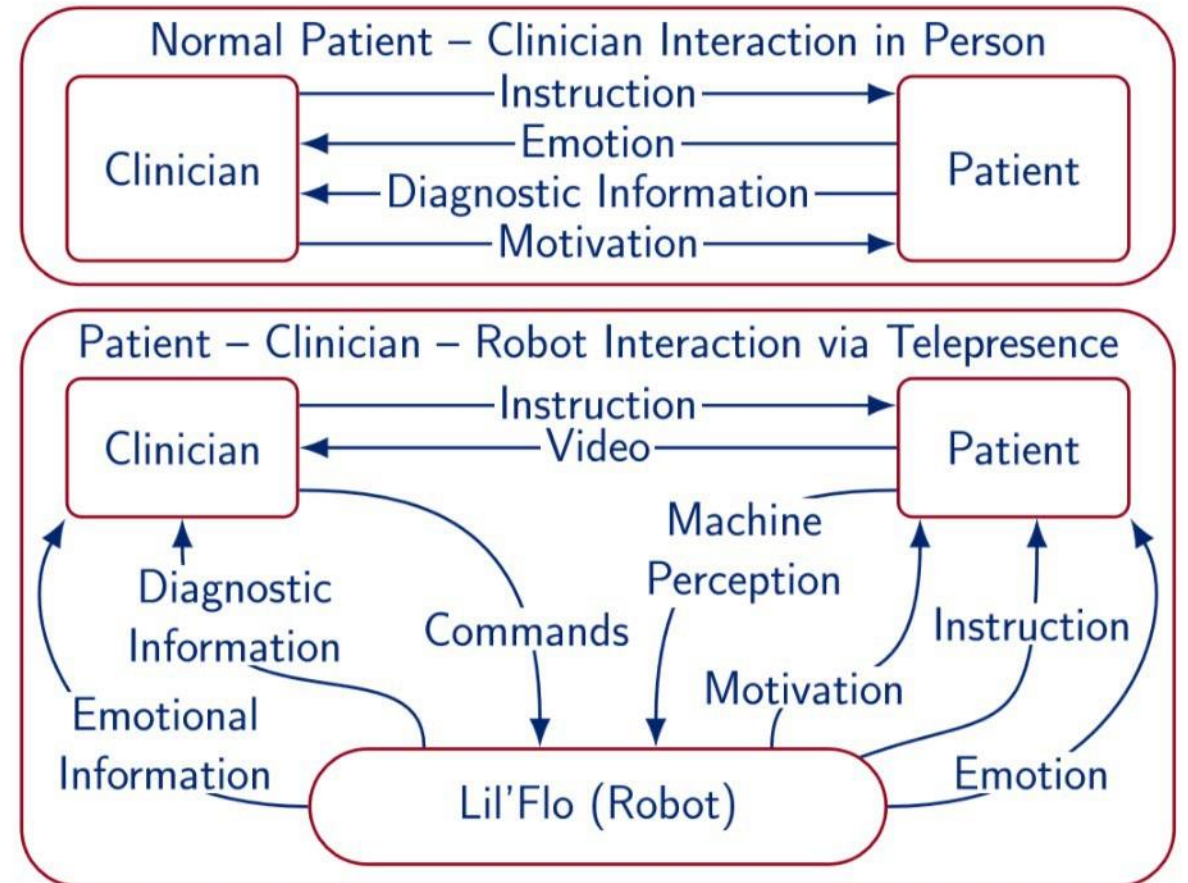 Normal Patient – Clinician Interaction in Person
Clinician
Instruction
Emotion
Diagnostic Information
Motivation
Patient
Patient – Clinician – Robot Interaction via Telepresence
Clinician
Instruction
Video
Patient
Machine
Perception
Diagnostic
Information
Commands
Instruction
Motivation
Emotional
Information
Emotion
Lil'Flo (Robot)